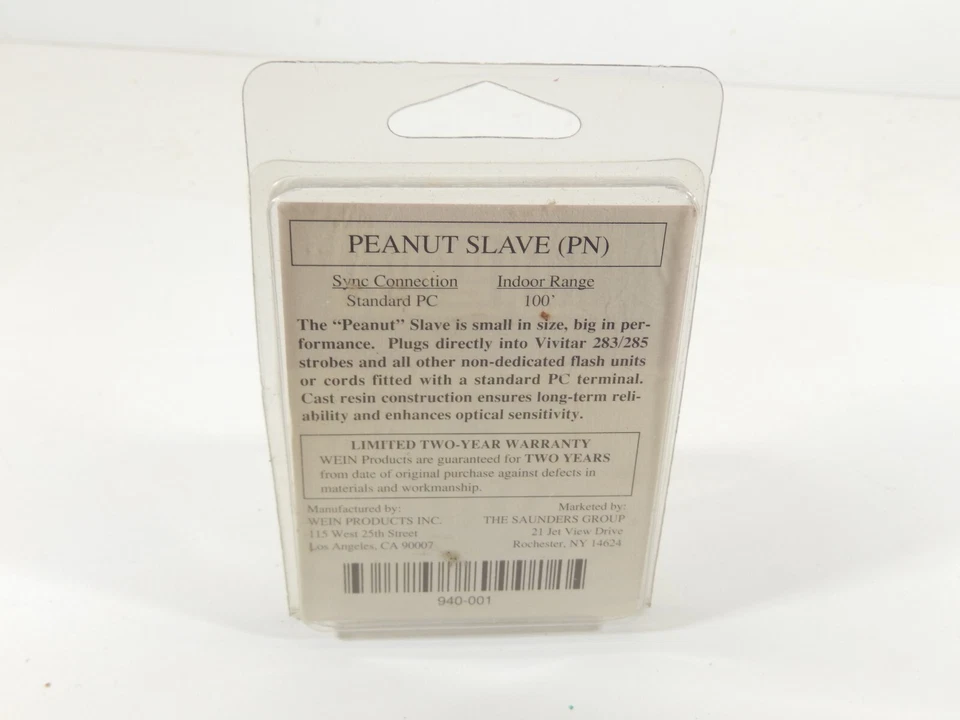 PEANUT SLAVE (PN)
Sync Connection Indoor Range
Standard PC 100'
The "Peanut" Slave is small in size, big in per-
formance. Plugs directly into Vivitar 283/285
strobes and all other non-dedicated flash units
or cords fitted with a standard PC terminal.
Cast resin construction ensures long-term reli-
ability and enhances optical sensitivity.
LIMITED TWO-YEAR WARRANTY
WEIN Products are guaranteed for TWO YEARS
from date of original purchase against defects in
materials and workmanship.
Manufactured by: Marketed by:
WEIN PRODUCTS INC. THE SAUNDERS GROUP
115 West 25th Street 21 Jet View Drive
Los Angeles, CA 90007 Rochester, NY 14624
940-001